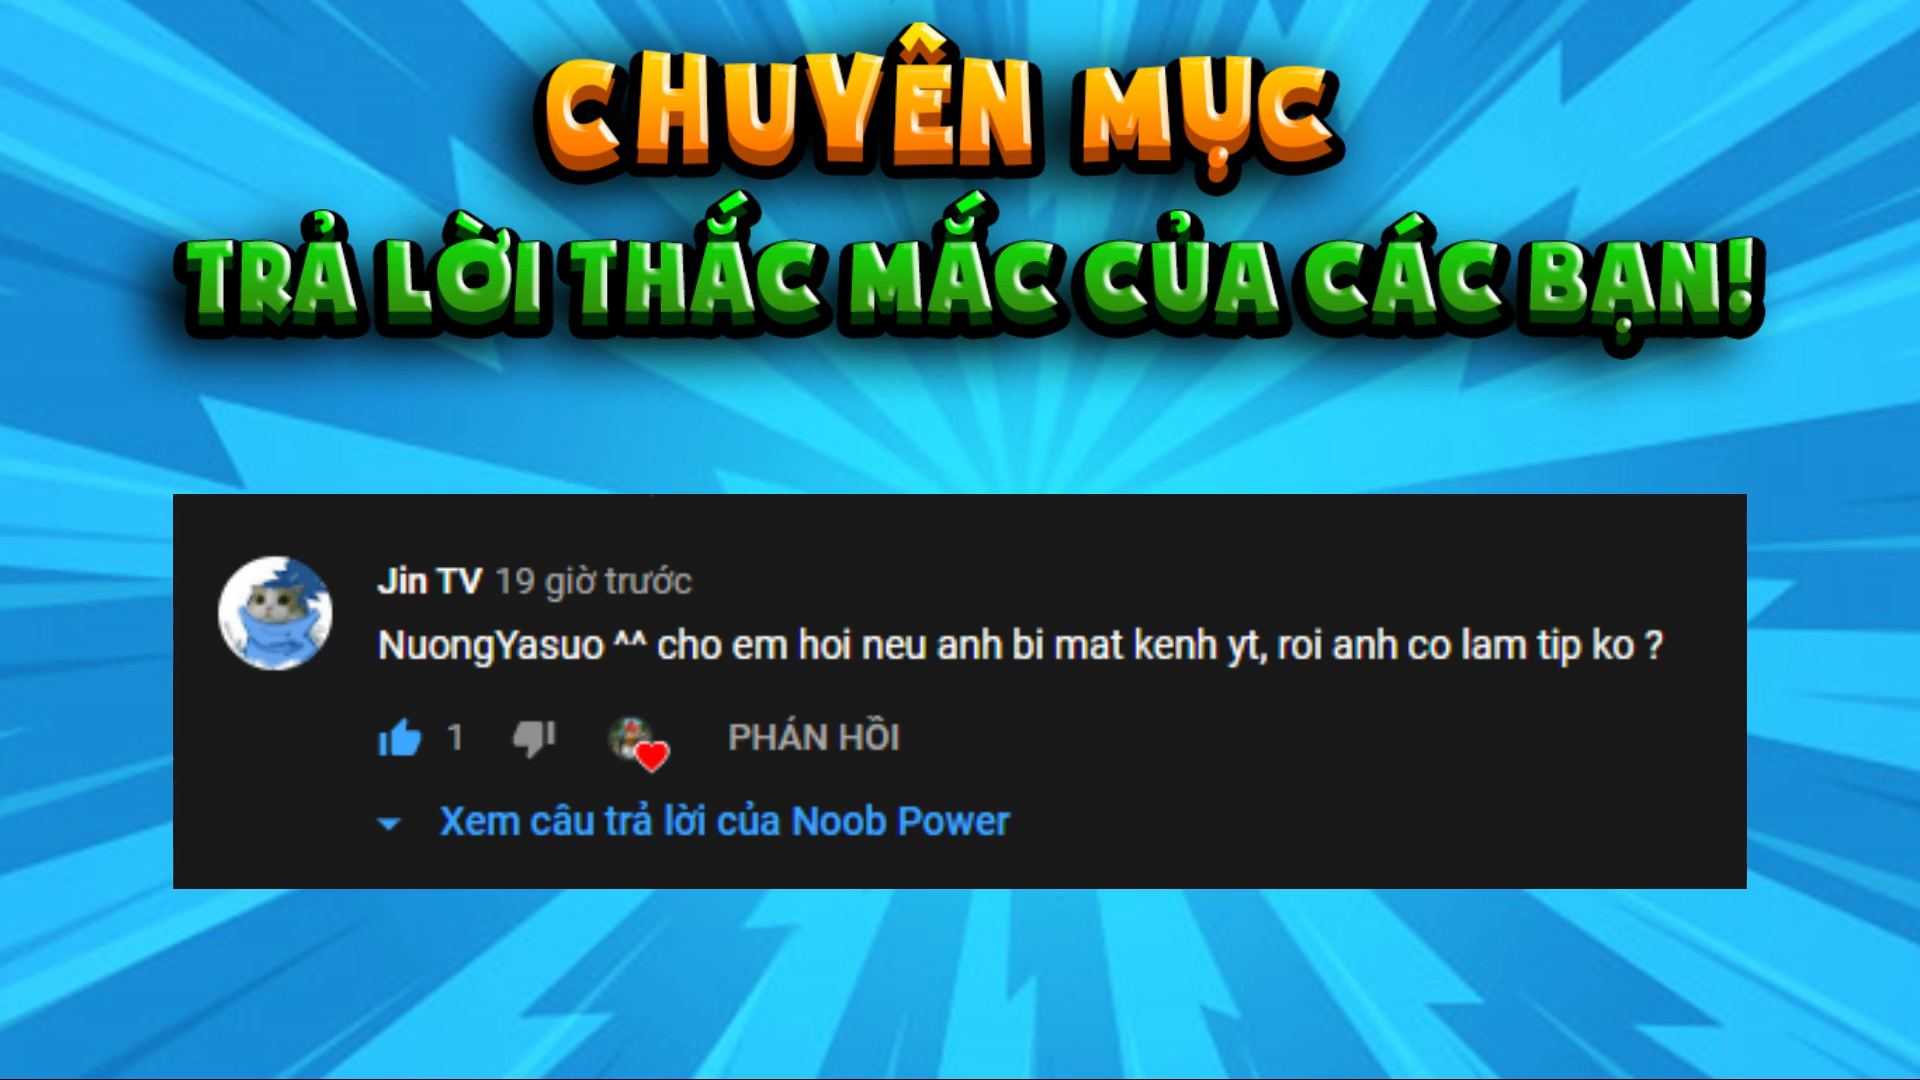 CHUYÊN MỤC
TRẢ LỜI THẮC MẮC CỦA CÁC BẠN!
Jin TV 19 giờ trước
NuongYasuo ^^ cho em hoi neu anh bi mat kenh yt, roi anh co lam tip ko ?
1 PHẢN HỒI
Xem câu trả lời của Noob Power